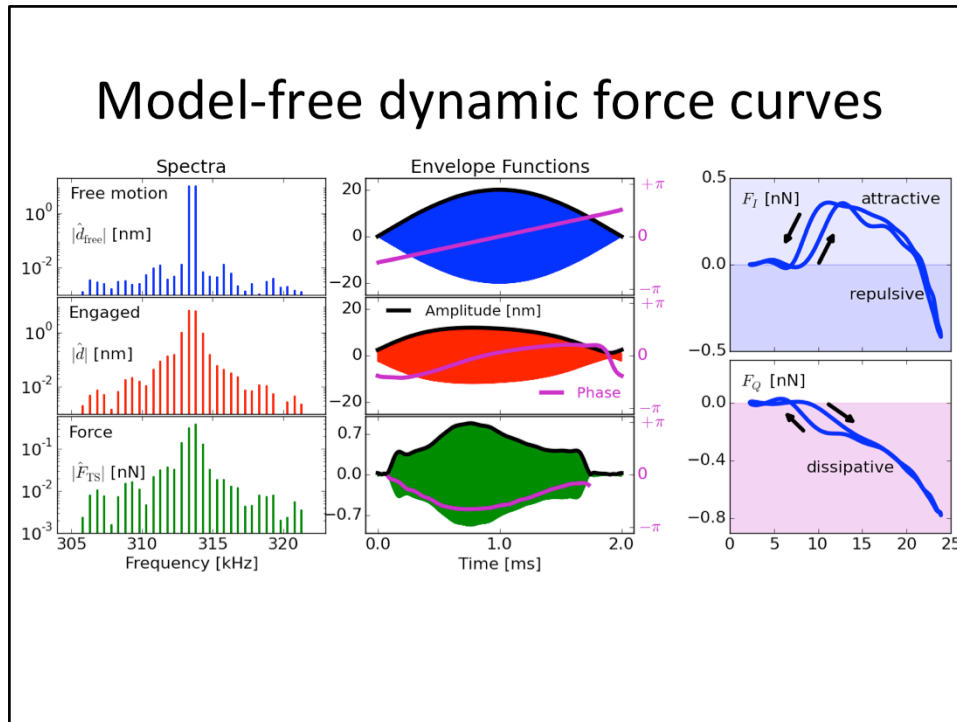 Model-free dynamic force curves
Spectra
Free motion
|d̂free| [nm]
10⁰
10⁻²
Engaged
|d̂| [nm]
10⁰
10⁻²
Force
|F̂TS| [nN]
10⁻¹
10⁻²
10⁻³
305 310 315 320
Frequency [kHz]
Envelope Functions
20
0
−20
+π
0
−π
Amplitude [nm]
20
0
−20
+π
0
−π
Phase
0.7
0.0
-0.7
+π
0
−π
0.0 1.0 2.0
Time [ms]
0.5
0.0
−0.5
F_I [nN]
attractive
repulsive
F_Q [nN]
0.0
−0.4
−0.8
dissipative
0 5 10 15 20 25